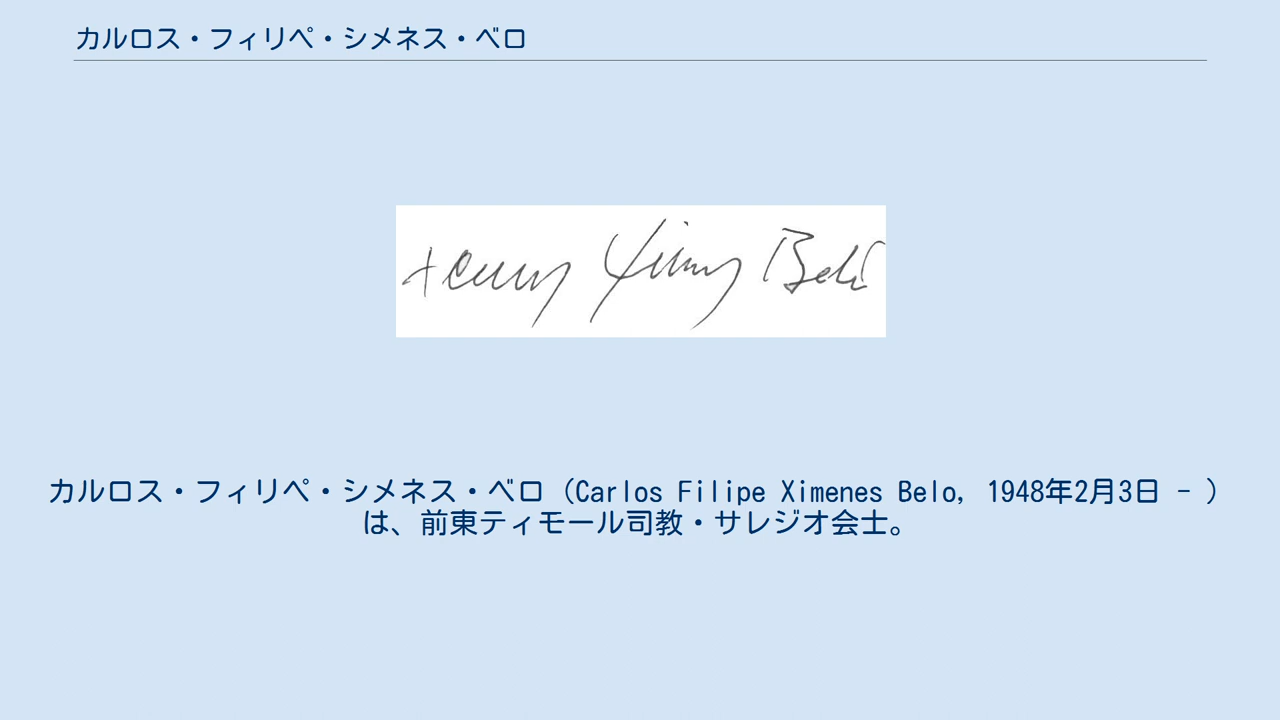 カルロス・フィリペ・シメネス・ベロ
Ximenes Belo
カルロス・フィリペ・シメネス・ベロ（Carlos Filipe Ximenes Belo, 1948年2月3日 - ）
は、前東ティモール司教・サレジオ会士。